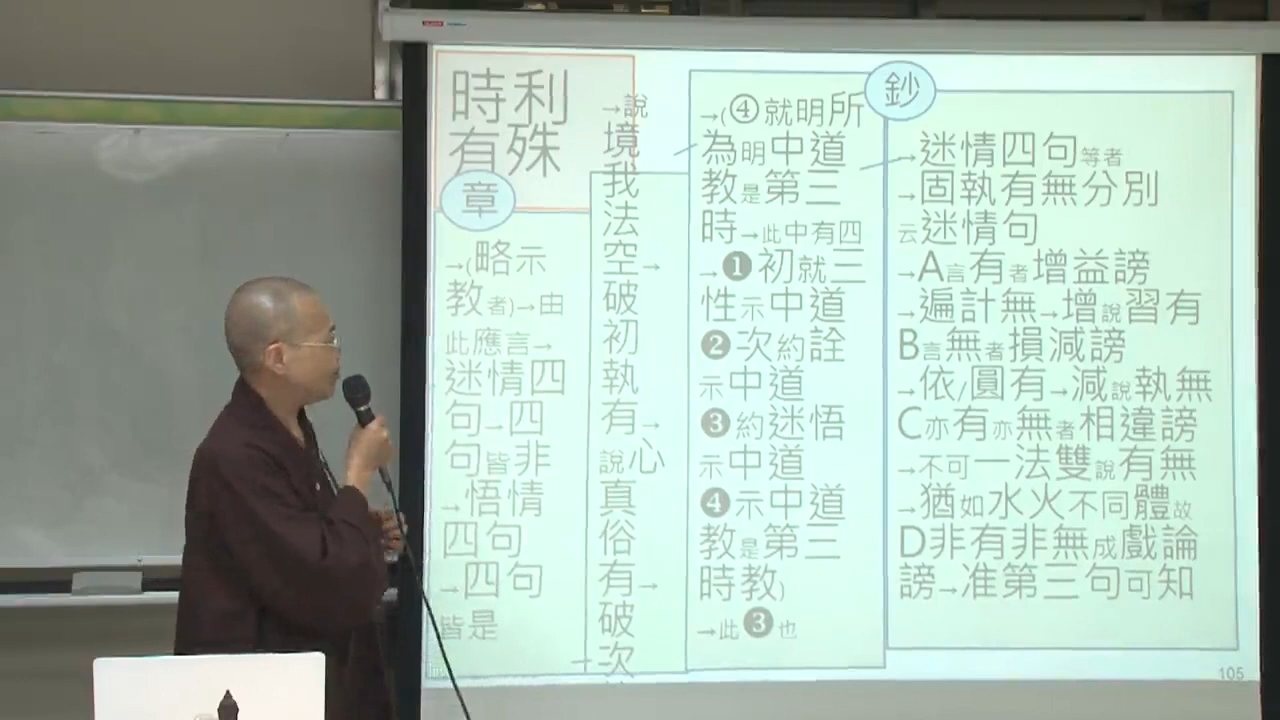 時利
有殊
章
→(略示
教者)→由
此應言→
迷情四
句→四
句皆非
→悟情
四句
→四句
皆是
→說
境我
法空→
破初
執有→
說心
真俗
有→
破次
→(④就明所
為明中道
教是第三
時→此中有四
→❶初就三
性示中道
❷次約詮
示中道
❸約迷悟
示中道
❹示中道
教是第三
時教)
→此❸也
鈔
→迷情四句等者
→固執有無分別
云迷情句
→A言有者增益謗
→遍計無→增說習有
B言無者損減謗
→依/圓有→減說執無
C亦有亦無者相違謗
→不可一法雙說有無
→猶如水火不同體故
D非有非無成戲論
謗→准第三句可知
105